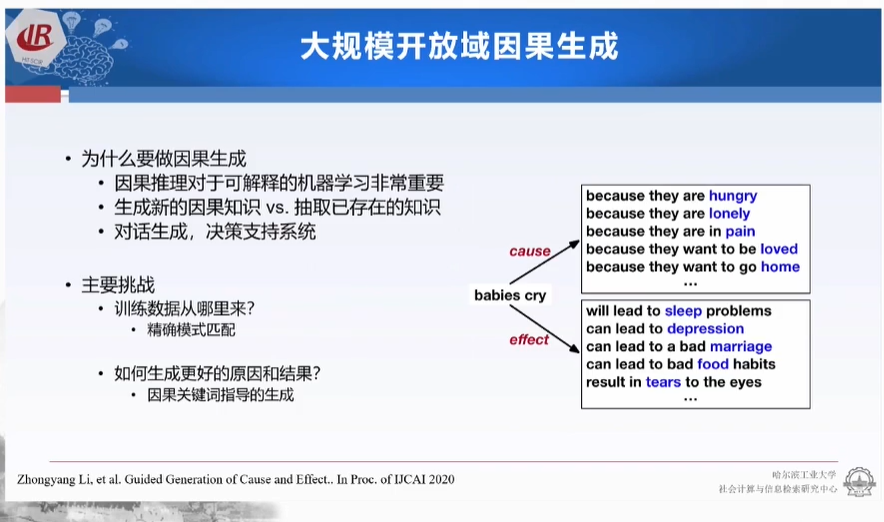 大规模开放域因果生成
HIT·SCIR
• 为什么要做因果生成
• 因果推理对于可解释的机器学习非常重要
• 生成新的因果知识 vs. 抽取已存在的知识
• 对话生成，决策支持系统
• 主要挑战
• 训练数据从哪里来？
• 精确模式匹配
• 如何生成更好的原因和结果？
• 因果关键词指导的生成
babies cry
cause
because they are hungry
because they are lonely
because they are in pain
because they want to be loved
because they want to go home
...
effect
will lead to sleep problems
can lead to depression
can lead to a bad marriage
can lead to bad food habits
result in tears to the eyes
...
Zhongyang Li, et al. Guided Generation of Cause and Effect.. In Proc. of IJCAI 2020
哈尔滨工业大学
社会计算与信息检索研究中心